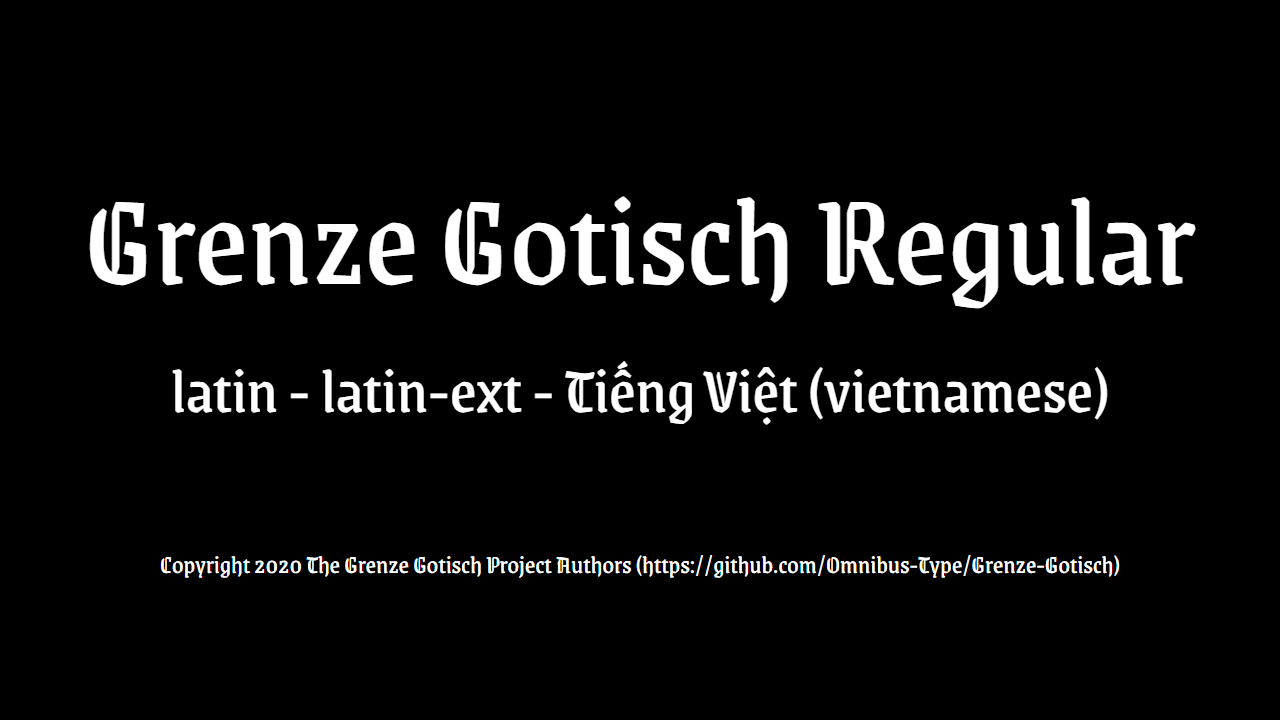 Grenze Gotisch Regular
latin - latin-ext - Tiếng Việt (vietnamese)
Copyright 2020 The Grenze Gotisch Project Authors (https://github.com/Omnibus-Type/Grenze-Gotisch)